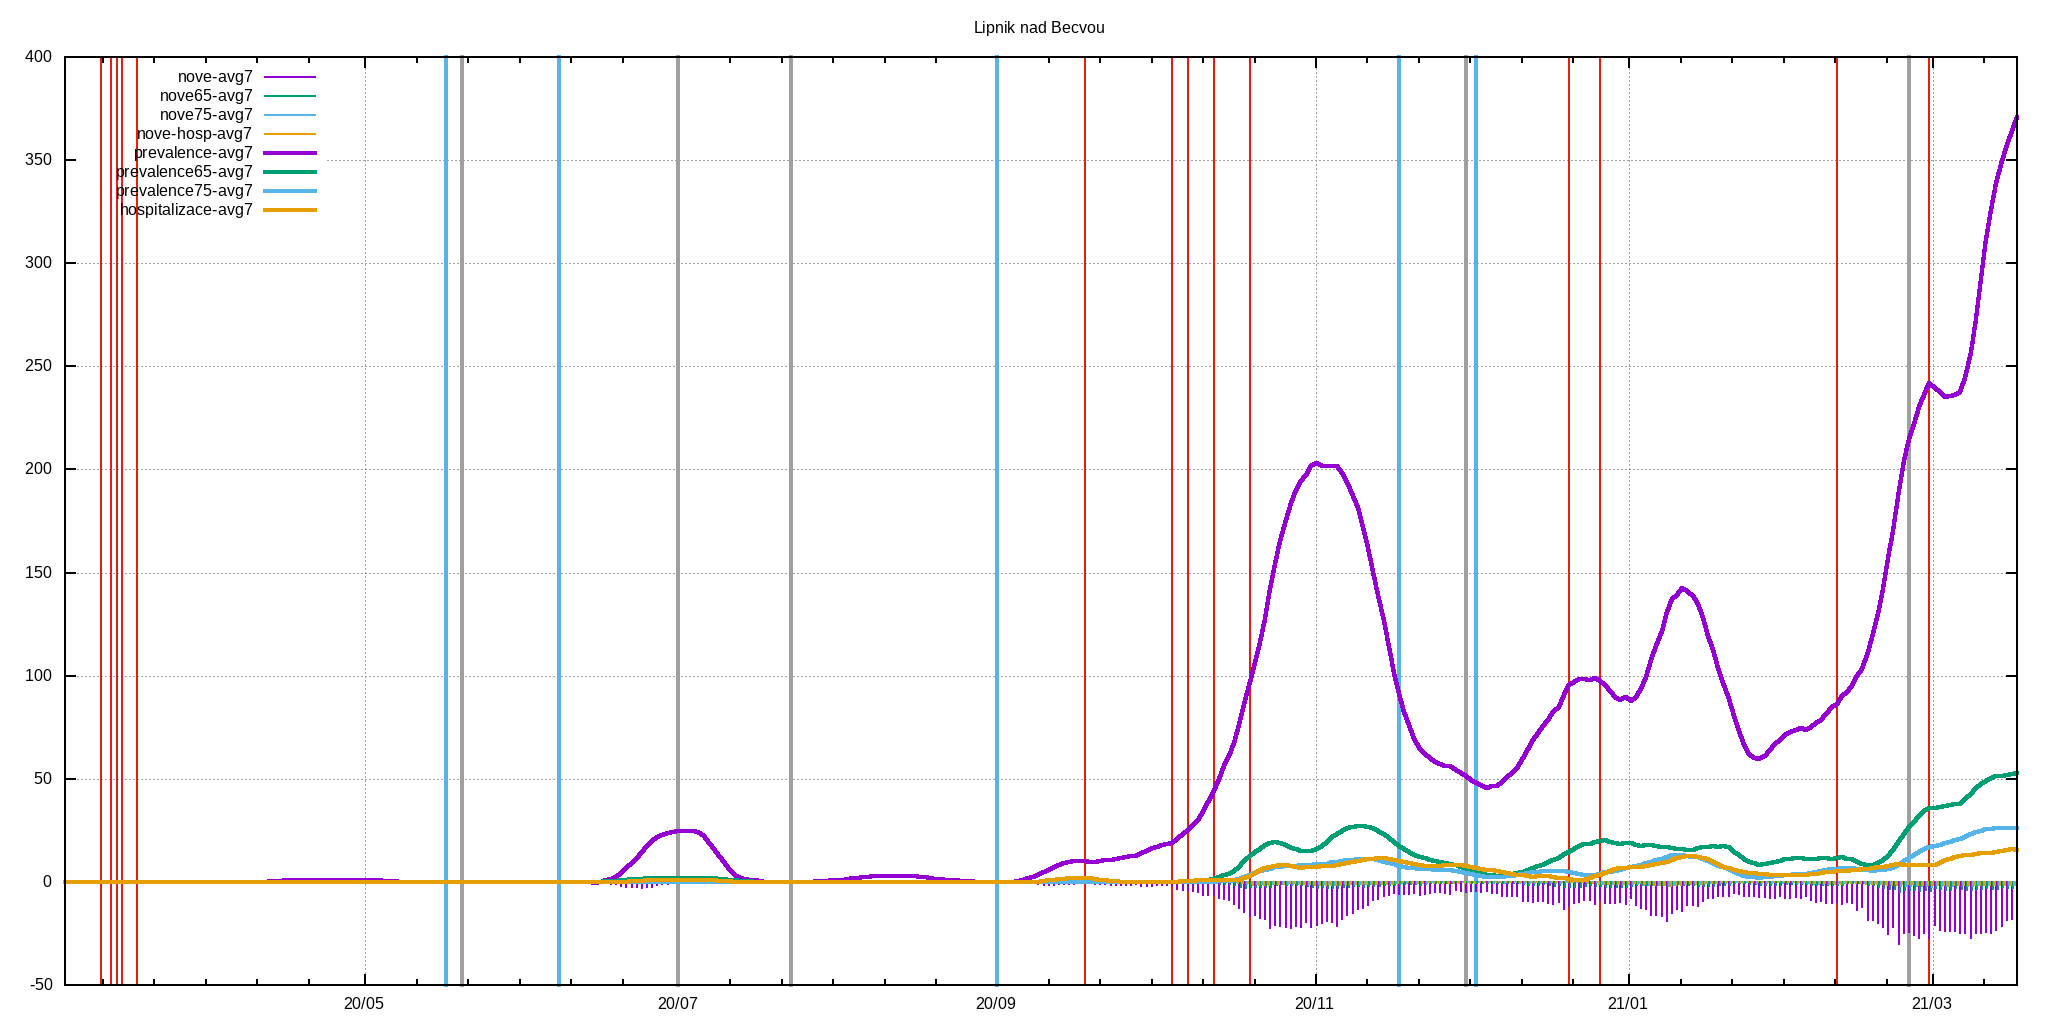 Lipnik nad Becvou
400
350
300
250
200
150
100
50
0
-50
nove-avg7
nove65-avg7
nove75-avg7
nove-hosp-avg7
prevalence-avg7
prevalence65-avg7
prevalence75-avg7
hospitalizace-avg7
20/05
20/07
20/09
20/11
21/01
21/03